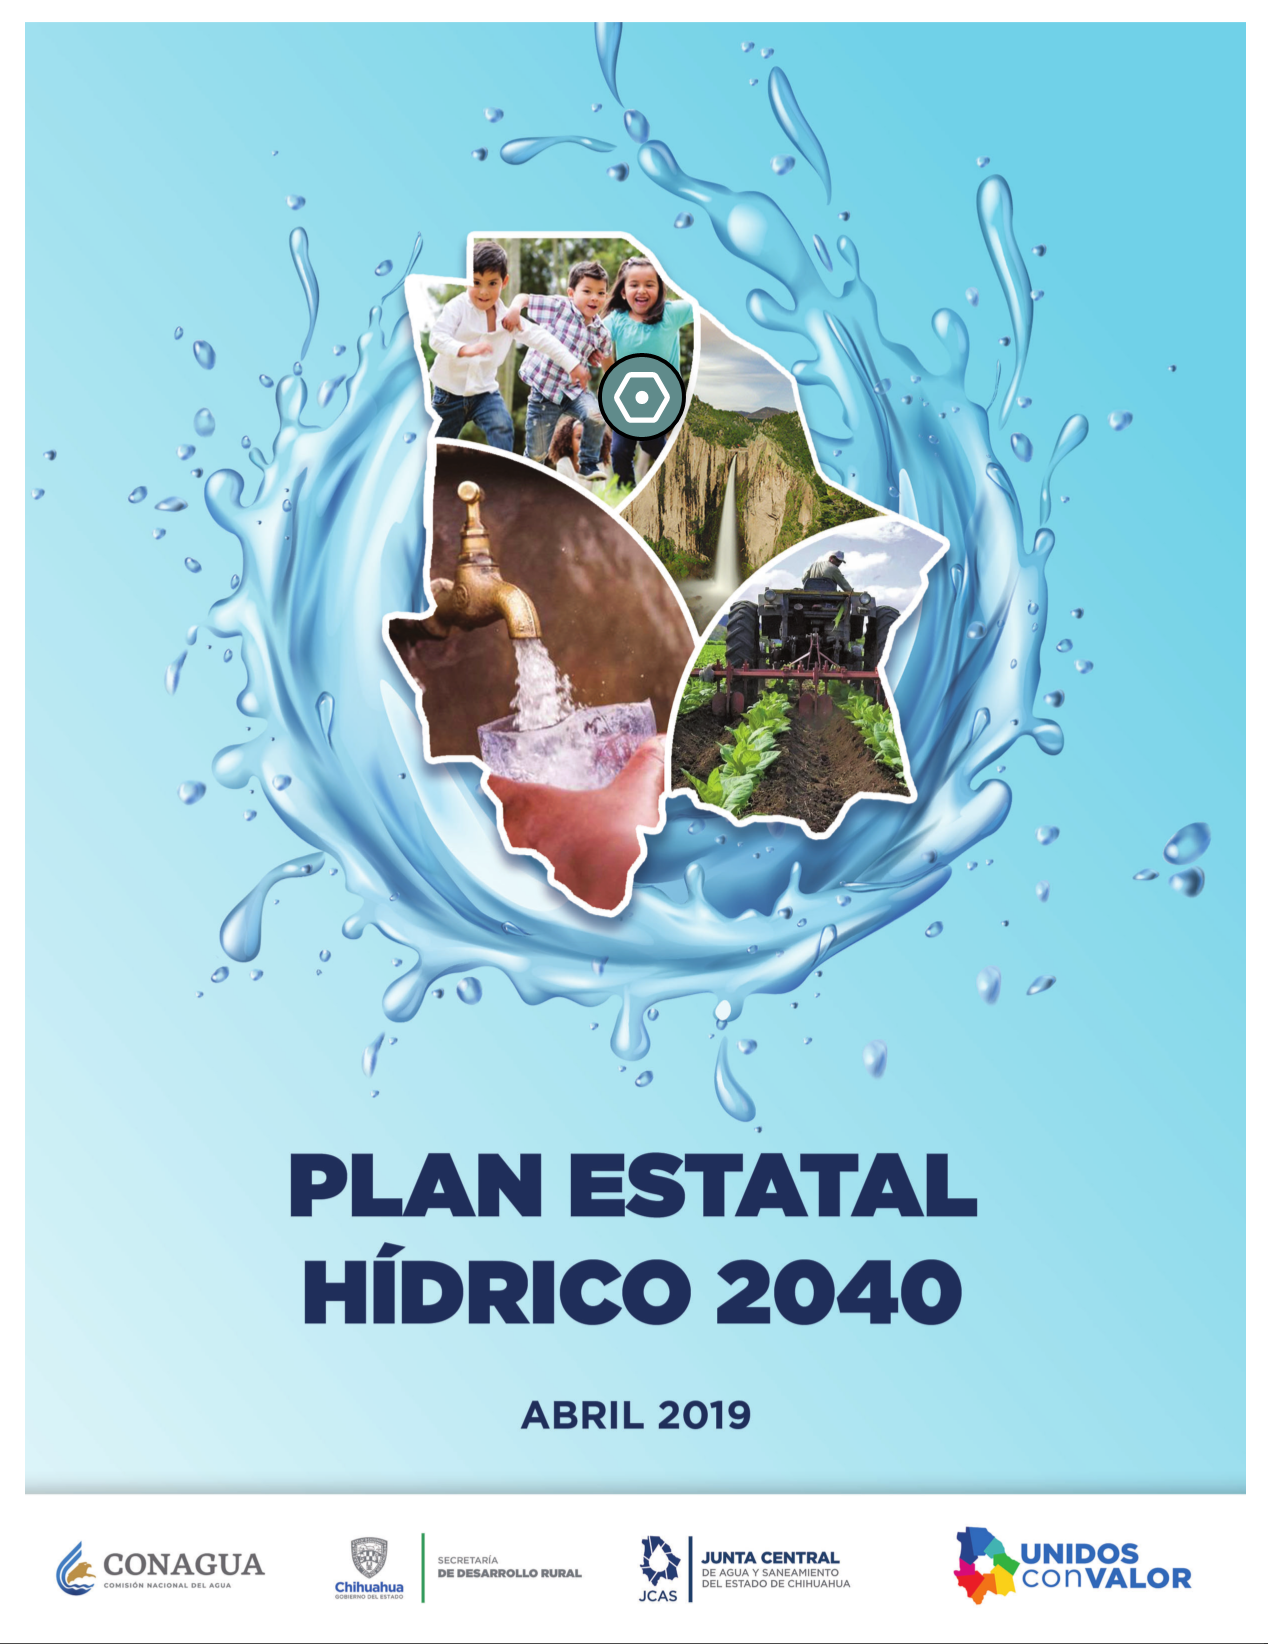 PLAN ESTATAL
HÍDRICO 2040
ABRIL 2019
CONAGUA
COMISIÓN NACIONAL DEL AGUA
Chihuahua
GOBIERNO DEL ESTADO
SECRETARÍA
DE DESARROLLO RURAL
JCAS
JUNTA CENTRAL
DE AGUA Y SANEAMIENTO
DEL ESTADO DE CHIHUAHUA
UNIDOS
conVALOR